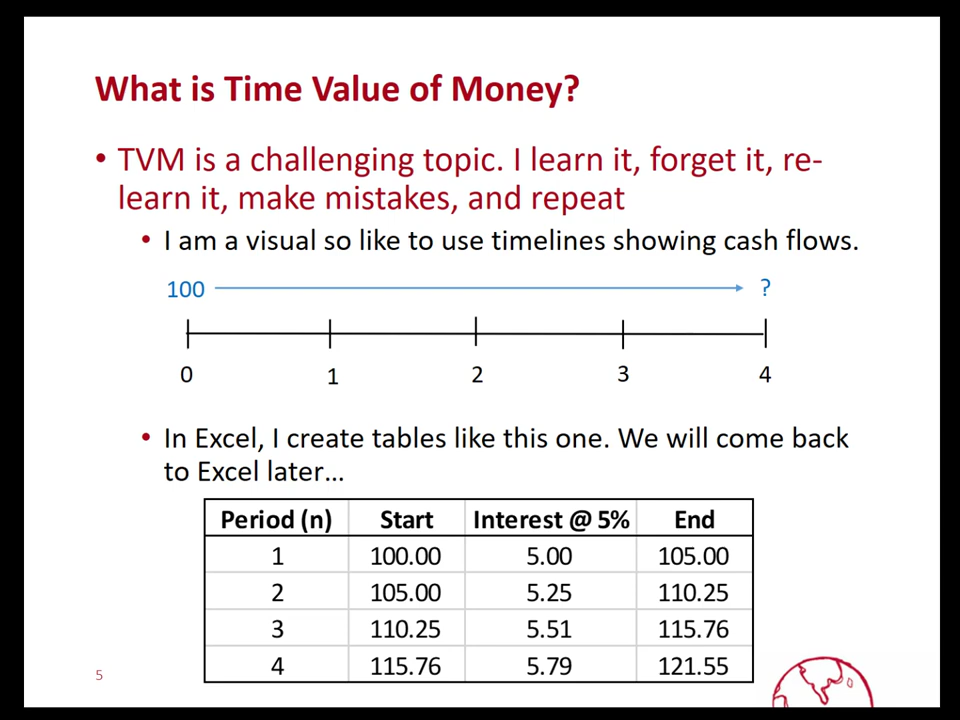 What is Time Value of Money?
• TVM is a challenging topic. I learn it, forget it, re-
learn it, make mistakes, and repeat
• I am a visual so like to use timelines showing cash flows.
100 ?
0 1 2 3 4
• In Excel, I create tables like this one. We will come back
to Excel later...
Period (n) Start Interest @ 5% End
1 100.00 5.00 105.00
2 105.00 5.25 110.25
3 110.25 5.51 115.76
4 115.76 5.79 121.55
5